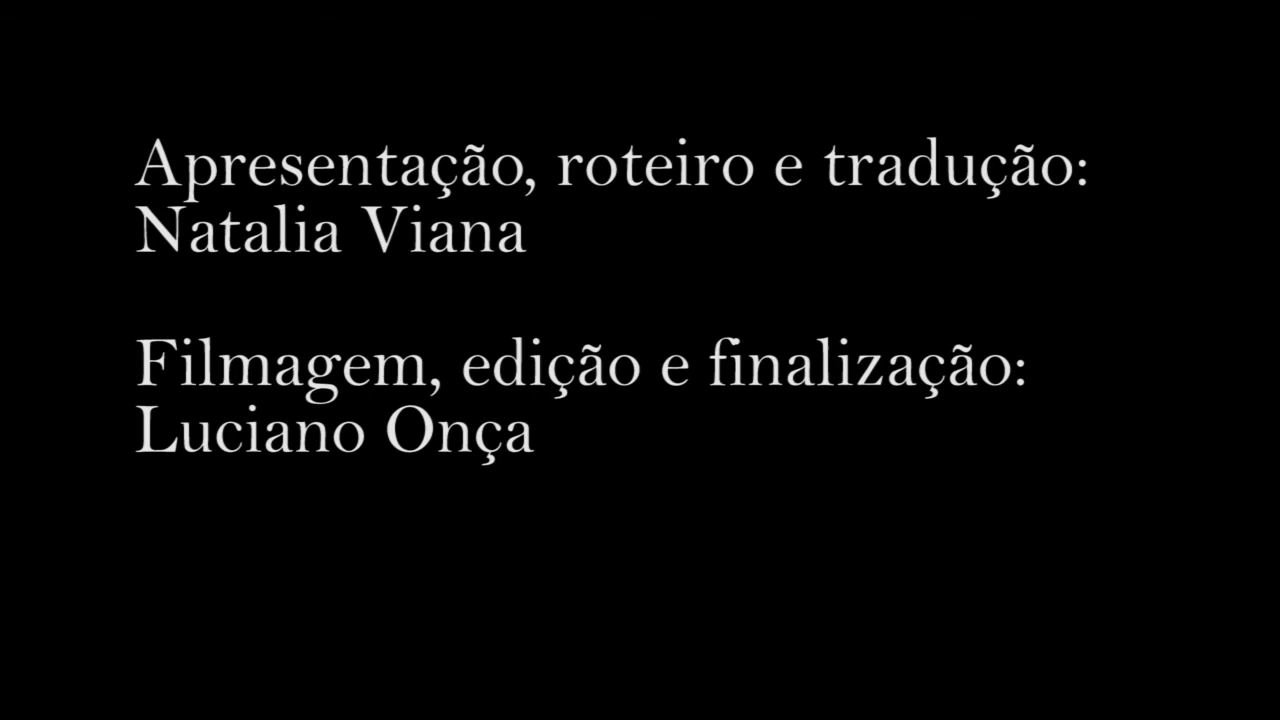 Apresentação, roteiro e tradução:
Natalia Viana
Filmagem, edição e finalização:
Luciano Onça